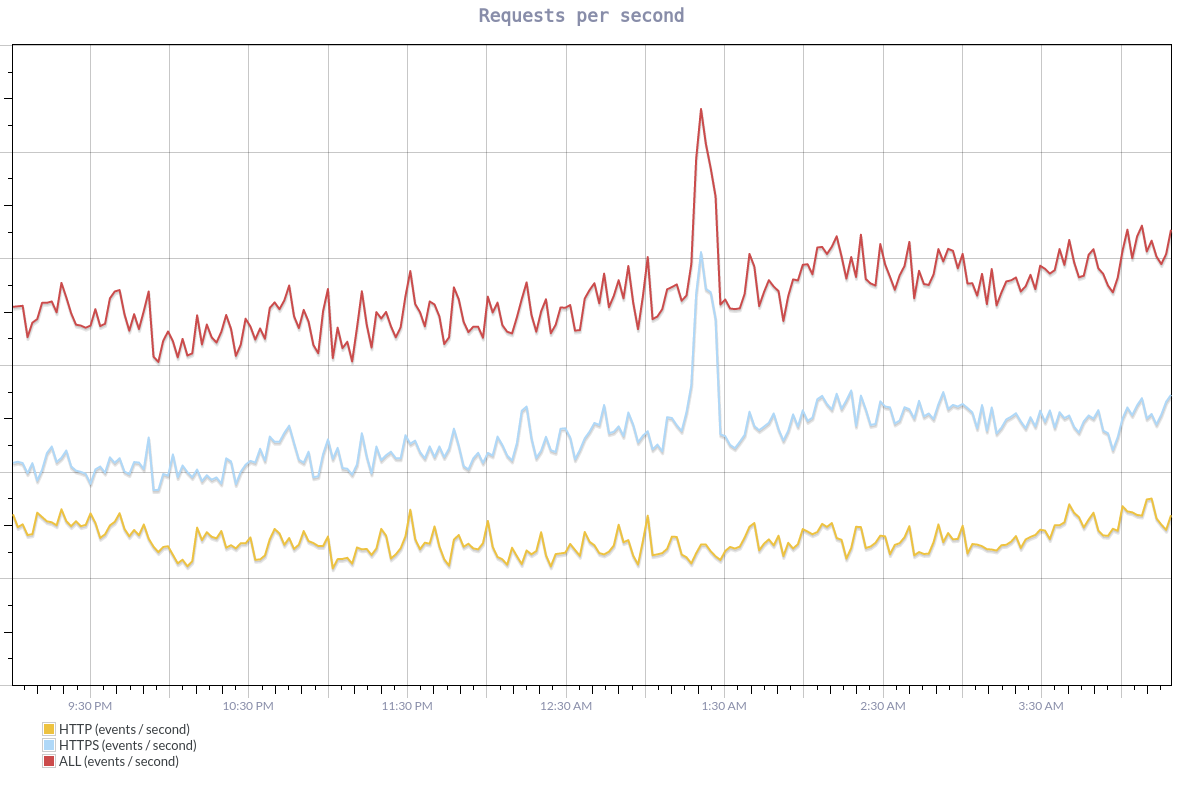 Requests per second
9:30 PM 10:30 PM 11:30 PM 12:30 AM 1:30 AM 2:30 AM 3:30 AM
HTTP (events / second)
HTTPS (events / second)
ALL (events / second)